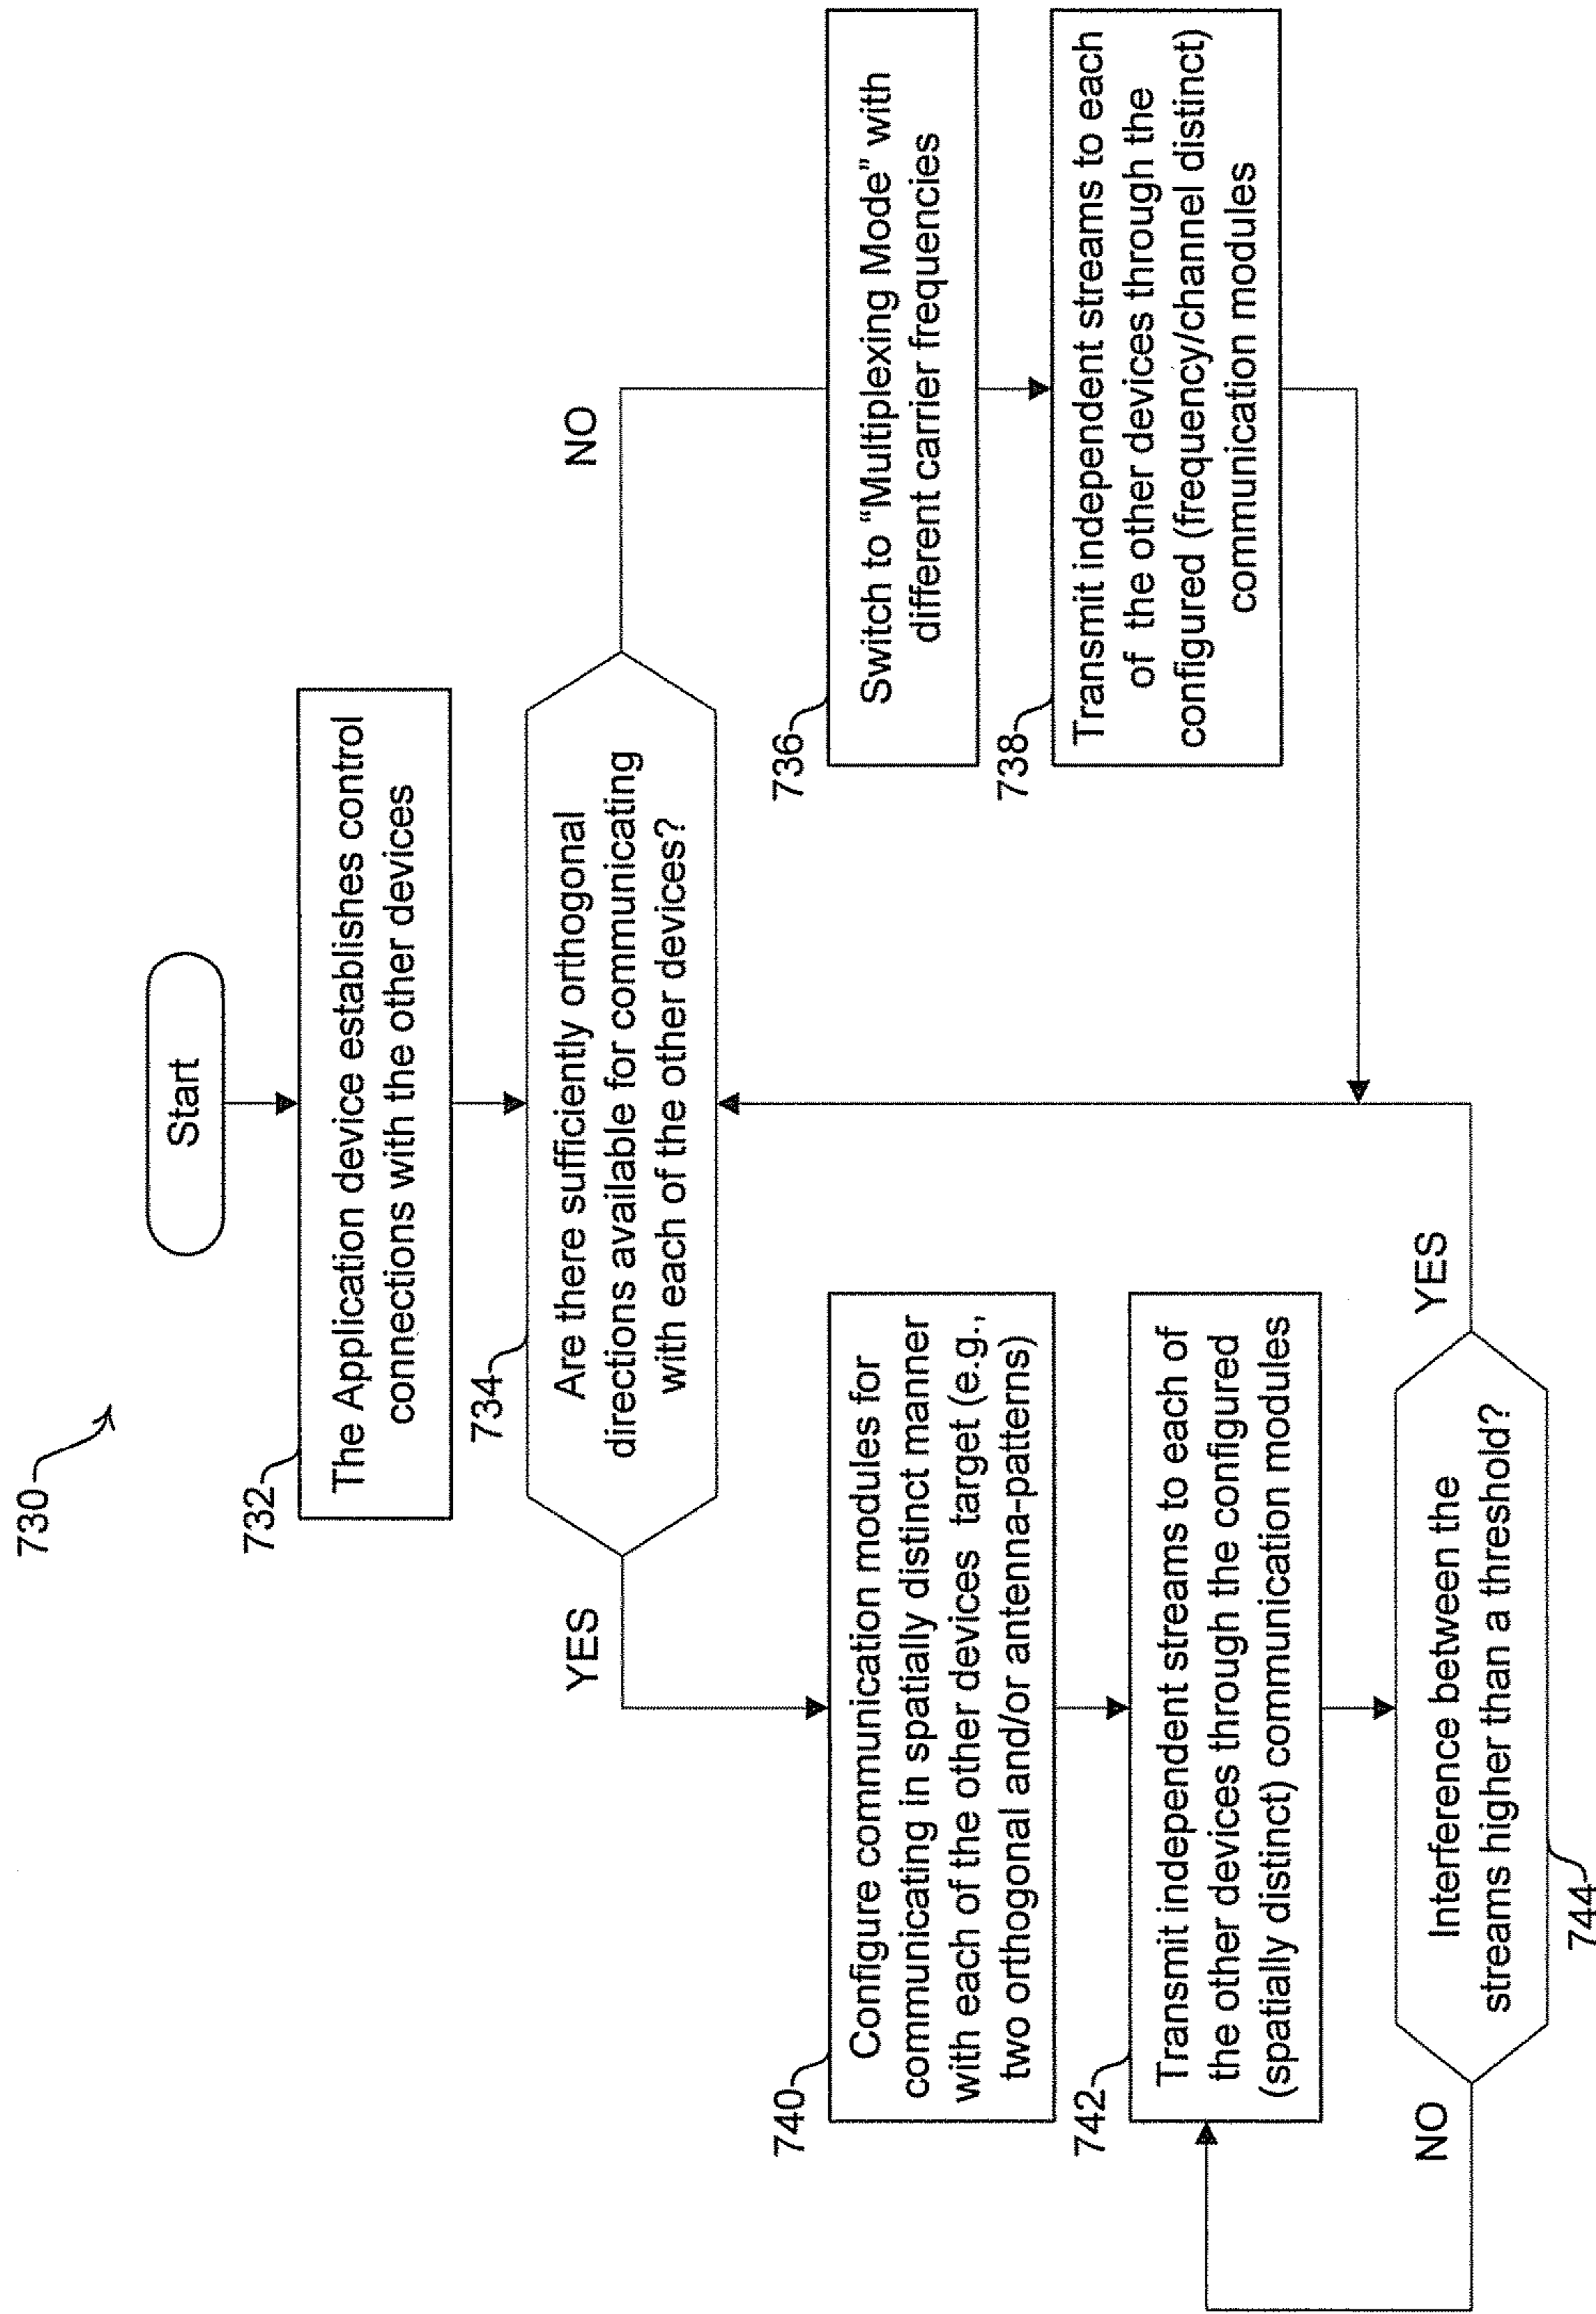 730
Start
732
The Application device establishes control
connections with the other devices
734
Are there sufficiently orthogonal
directions available for communicating
with each of the other devices?
YES
NO
740
Configure communication modules for
communicating in spatially distinct manner
with each of the other devices target (e.g.,
two orthogonal and/or antenna-patterns)
736
Switch to “Multiplexing Mode” with
different carrier frequencies
742
Transmit independent streams to each of
the other devices through the configured
(spatially distinct) communication modules
738
Transmit independent streams to each
of the other devices through the
configured (frequency/channel distinct)
communication modules
NO
Interference between the
streams higher than a threshold?
YES
744